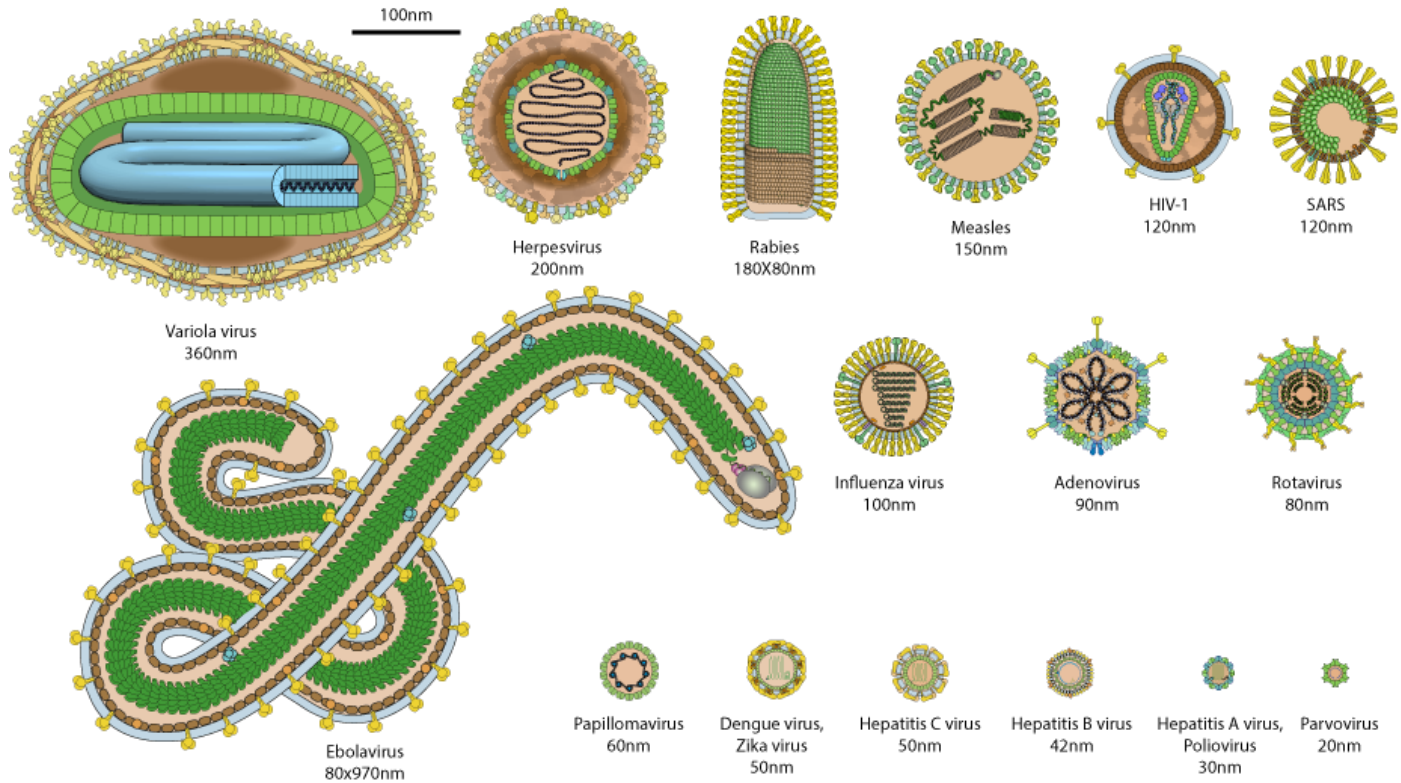 100nm
Herpesvirus
200nm
Rabies
180X80nm
Measles
150nm
HIV-1
120nm
SARS
120nm
Variola virus
360nm
Influenza virus
100nm
Adenovirus
90nm
Rotavirus
80nm
Ebolavirus
80x970nm
Papillomavirus
60nm
Dengue virus,
Zika virus
50nm
Hepatitis C virus
50nm
Hepatitis B virus
42nm
Hepatitis A virus,
Poliovirus
30nm
Parvovirus
20nm